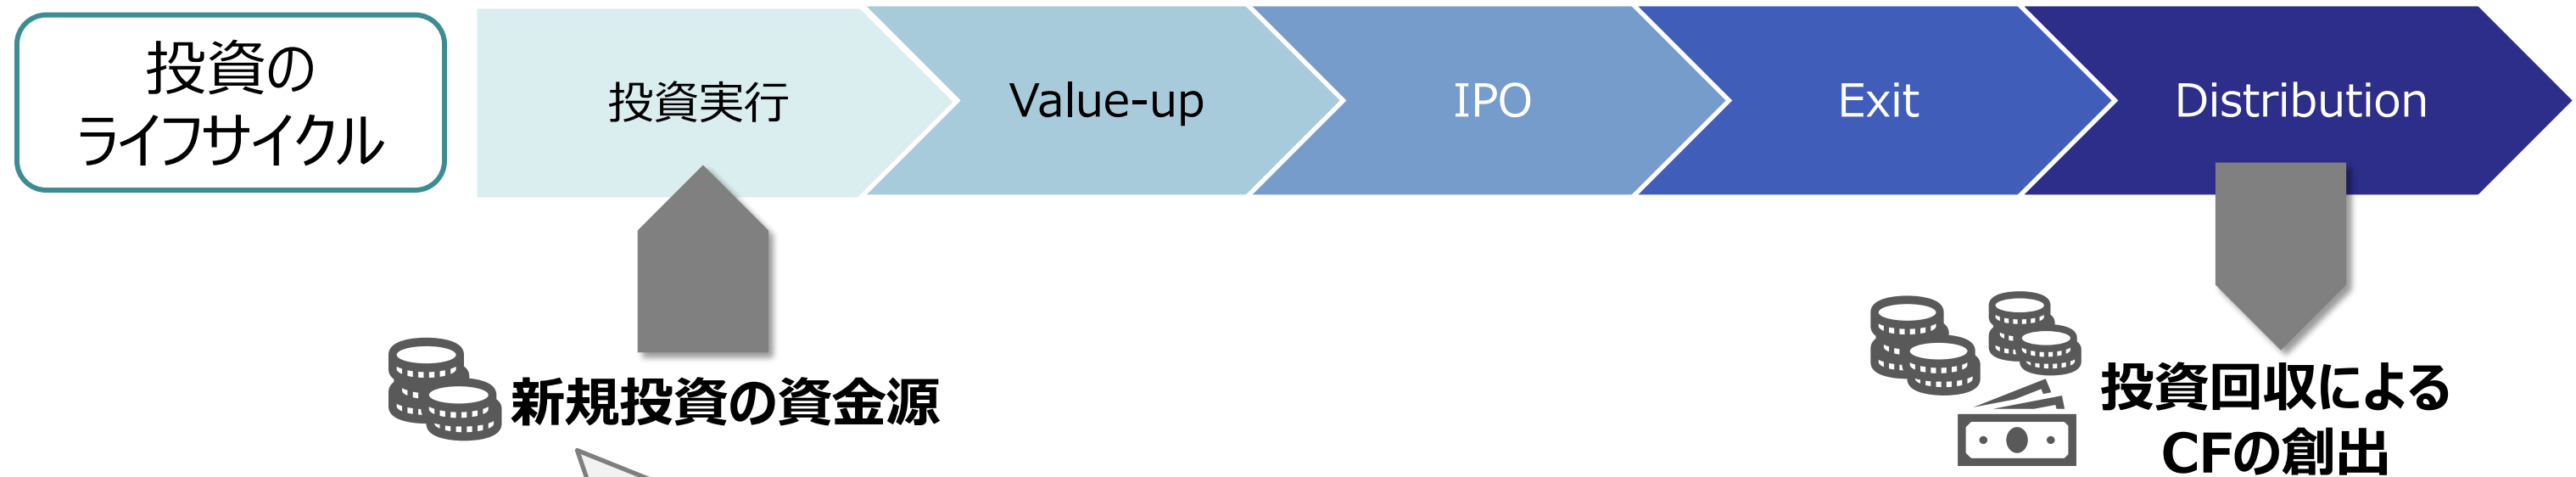 投資の
ライフサイクル
投資実行
Value-up
IPO
Exit
Distribution
新規投資の資金源
投資回収による
CFの創出